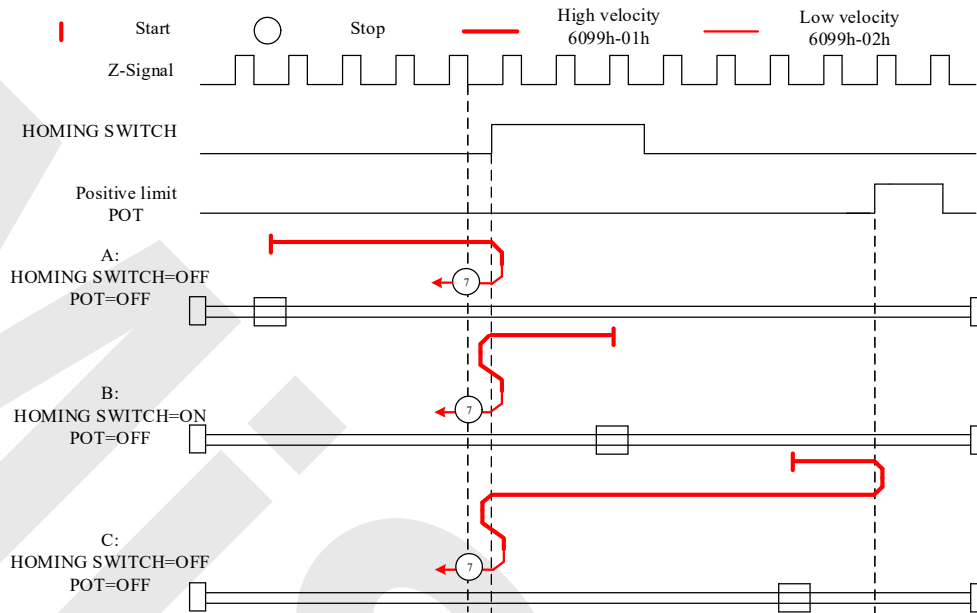 Start
Stop
High velocity
6099h-01h
Low velocity
6099h-02h
Z-Signal
HOMING SWITCH
Positive limit
POT
A:
HOMING SWITCH=OFF
POT=OFF
7
B:
HOMING SWITCH=ON
POT=OFF
7
C:
HOMING SWITCH=OFF
POT=OFF
7